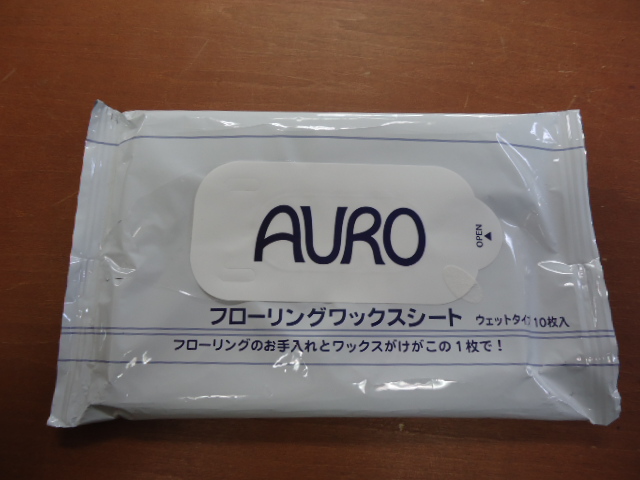 AURO
OPEN
フローリングワックスシート ウェットタイプ10枚入
フローリングのお手入れとワックスがけがこの1枚で!